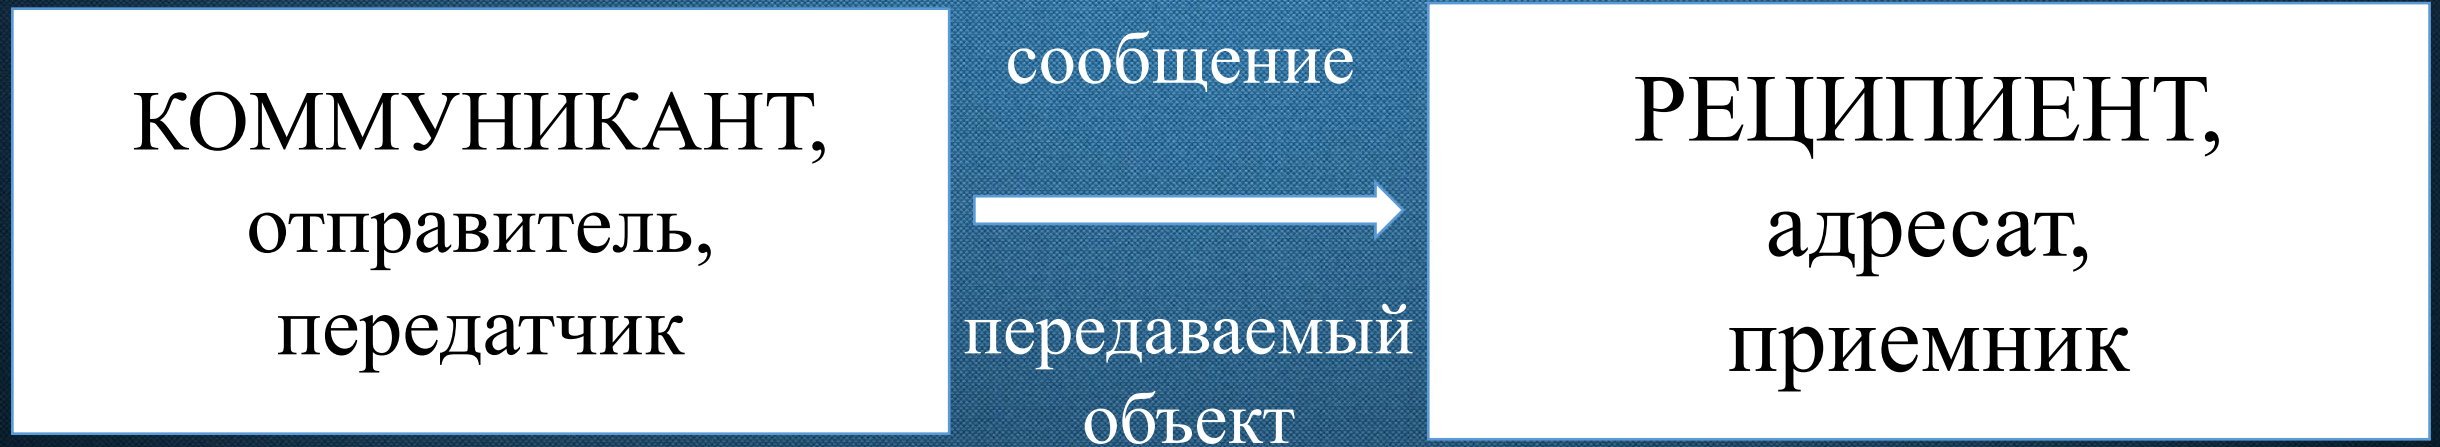 КОММУНИКАНТ,
отправитель,
передатчик
сообщение
передаваемый
объект
РЕЦИПИЕНТ,
адресат,
приемник